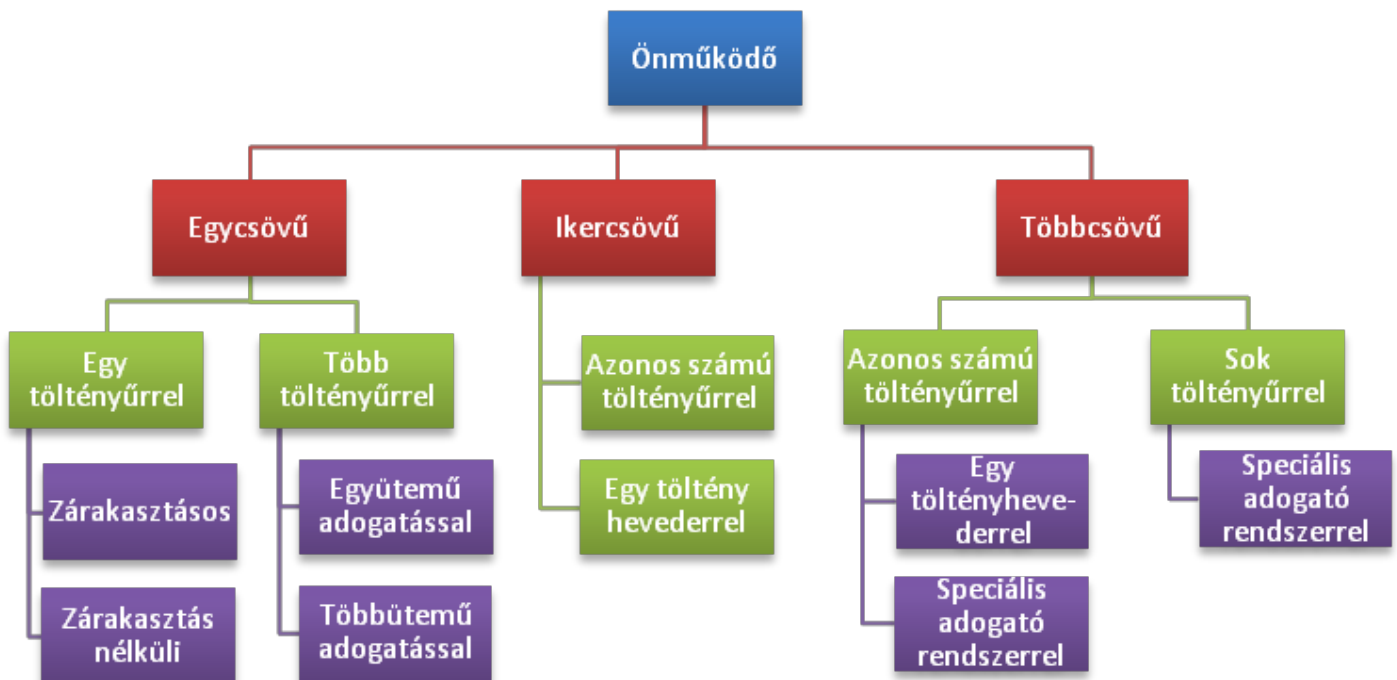 Önműködő
Egycsövű
Ikercsövű
Többcsövű
Egy
töltényűrrel
Több
töltényűrrel
Azonos számú
töltényűrrel
Azonos számú
töltényűrrel
Sok
töltényűrrel
Zárakasztásos
Együtemű
adogatással
Egy töltény
hevederrel
Egy
töltényheve-
derrel
Speciális
adogató
rendszerrel
Zárakasztás
nélküli
Többütemű
adogatással
Speciális
adogató
rendszerrel